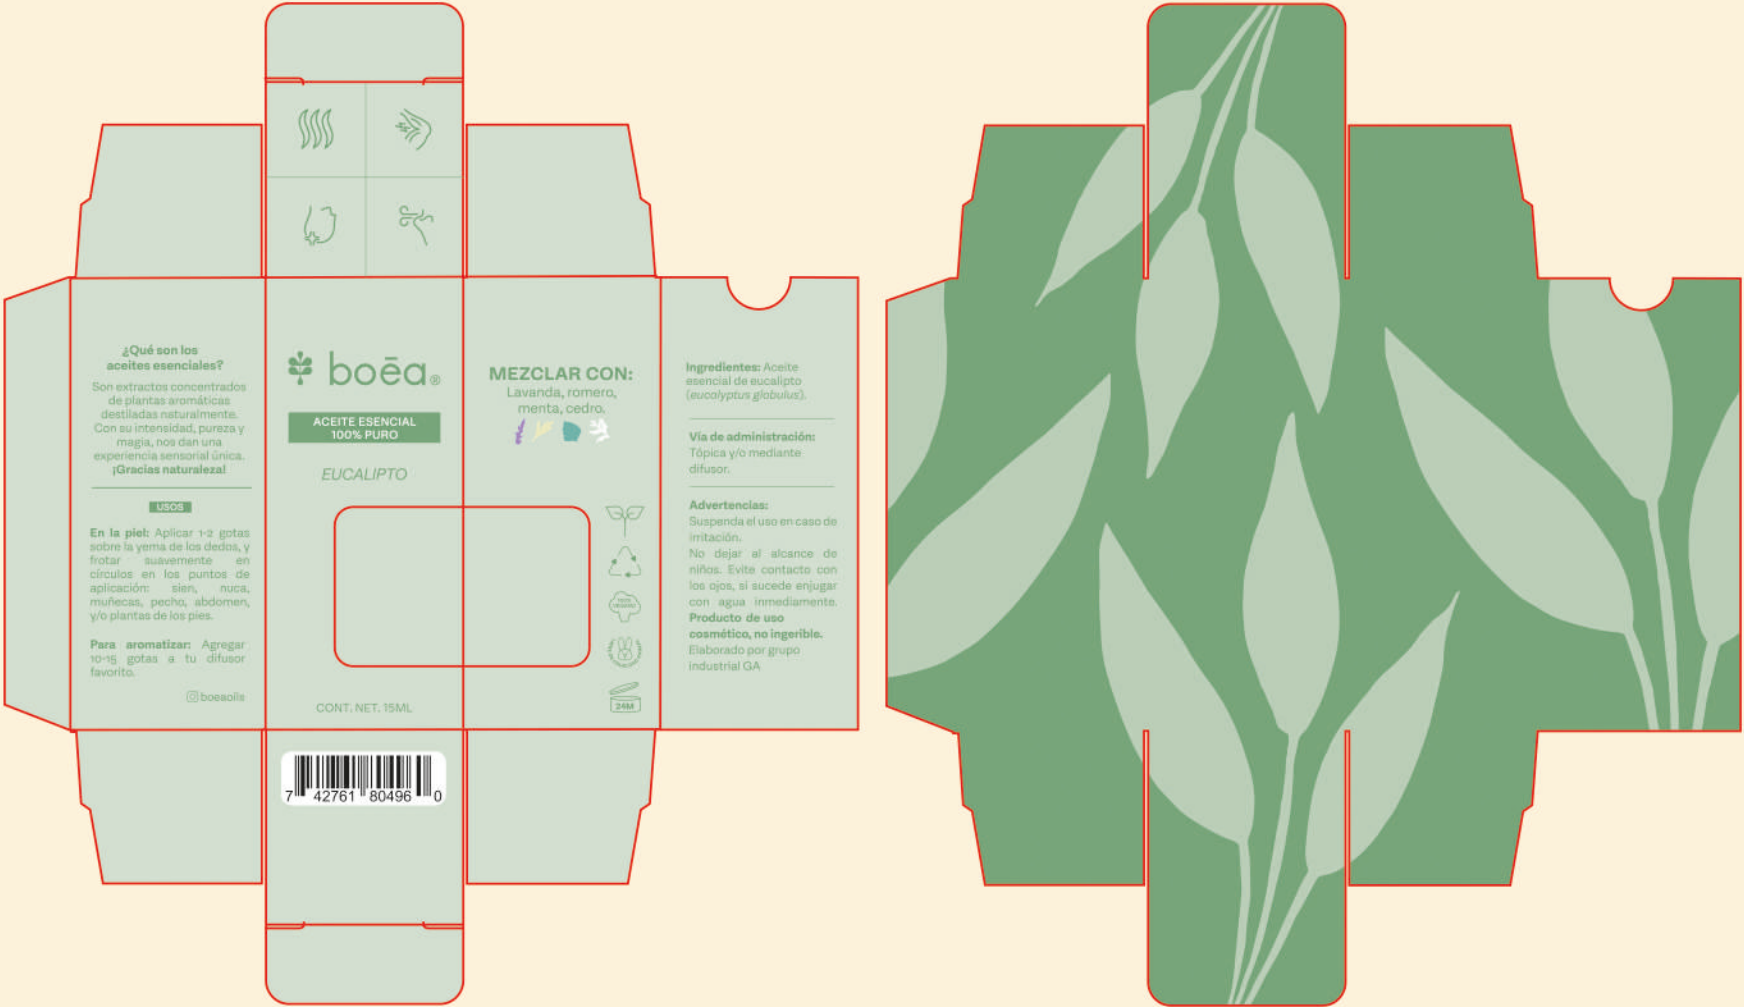 ¿Qué son los
aceites esenciales?
Son extractos concentrados
de plantas aromáticas
destiladas naturalmente.
Con su intensidad, pureza y
magia, nos dan una
experiencia sensorial única.
¡Gracias naturaleza!
USOS
En la piel: Aplicar 1-2 gotas
sobre la yema de los dedos, y
frotar suavemente en
círculos en los puntos de
aplicación: sien, nuca,
muñecas, pecho, abdomen,
y/o plantas de los pies.
Para aromatizar: Agregar
10-15 gotas a tu difusor
favorito.
boeaoils
boēa®
ACEITE ESENCIAL
100% PURO
EUCALIPTO
CONT. NET. 15ML
7 42761 80496 0
MEZCLAR CON:
Lavanda, romero,
menta, cedro.
24M
Ingredientes: Aceite
esencial de eucalipto
(eucalyptus globulus).
Vía de administración:
Tópica y/o mediante
difusor.
Advertencias:
Suspenda el uso en caso de
irritación.
No dejar al alcance de
niños. Evite contacto con
los ojos, si sucede enjugar
con agua inmediamente.
Producto de uso
cosmético, no ingerible.
Elaborado por grupo
industrial GA